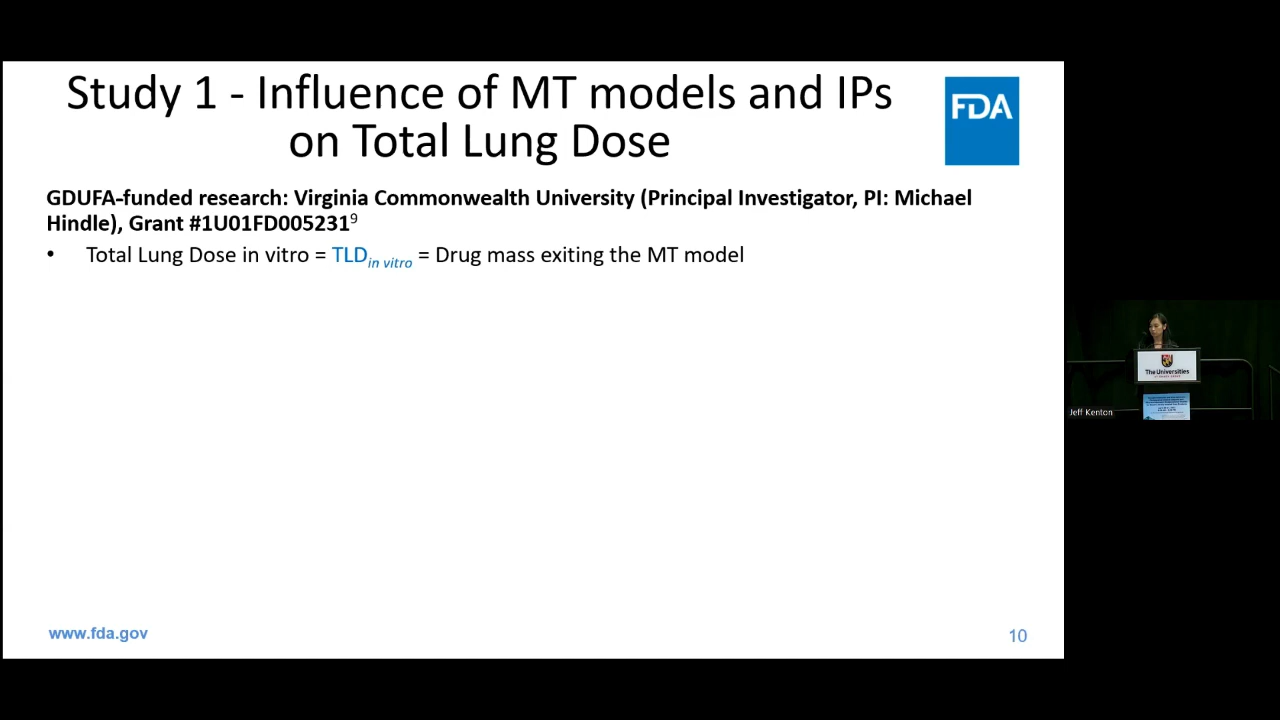 Study 1 - Influence of MT models and IPs
on Total Lung Dose
FDA
GDUFA-funded research: Virginia Commonwealth University (Principal Investigator, PI: Michael
Hindle), Grant #1U01FD005231⁹
• Total Lung Dose in vitro = TLDin vitro = Drug mass exiting the MT model
www.fda.gov
10
The Universities
Jeff Kenton